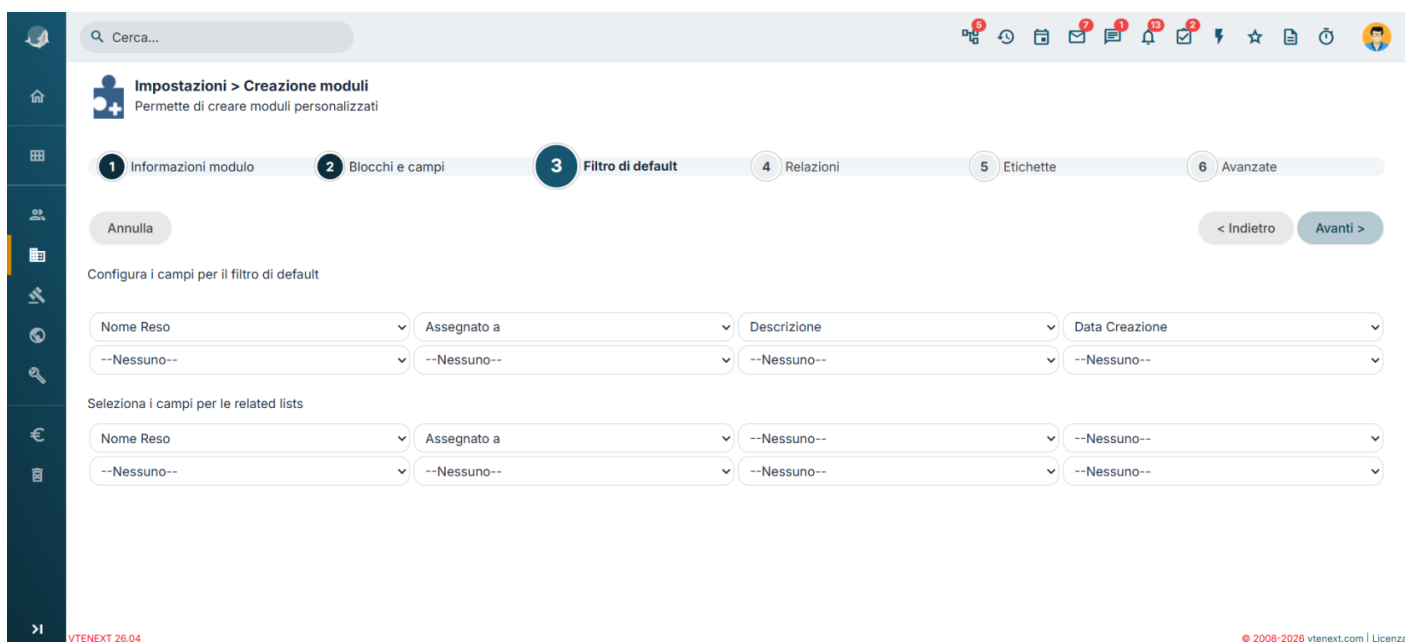 Cerca...
5 7 1 13 2
Impostazioni > Creazione moduli
Permette di creare moduli personalizzati
1 Informazioni modulo 2 Blocchi e campi 3 Filtro di default 4 Relazioni 5 Etichette 6 Avanzate
Annulla < Indietro Avanti >
Configura i campi per il filtro di default
Nome Reso Assegnato a Descrizione Data Creazione
--Nessuno-- --Nessuno-- --Nessuno-- --Nessuno--
Seleziona i campi per le related lists
Nome Reso Assegnato a --Nessuno-- --Nessuno--
--Nessuno-- --Nessuno-- --Nessuno-- --Nessuno--
VTENEXT 26.04 © 2008-2026 vtenext.com | Licenza